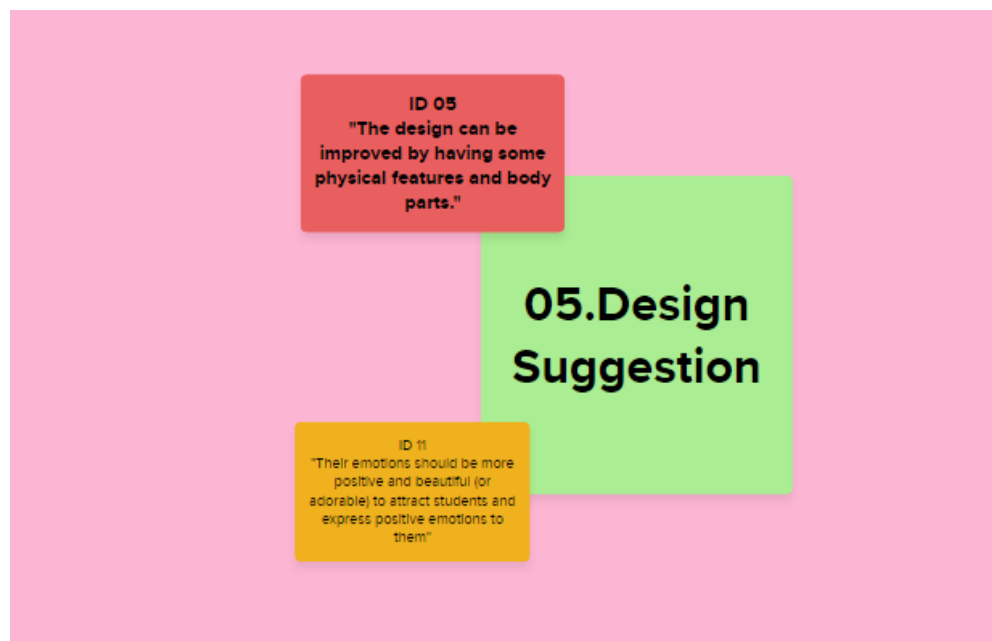 ID 05
"The design can be
improved by having some
physical features and body
parts."
05.Design
Suggestion
ID 11
"Their emotions should be more
positive and beautiful (or
adorable) to attract students and
express positive emotions to
them"